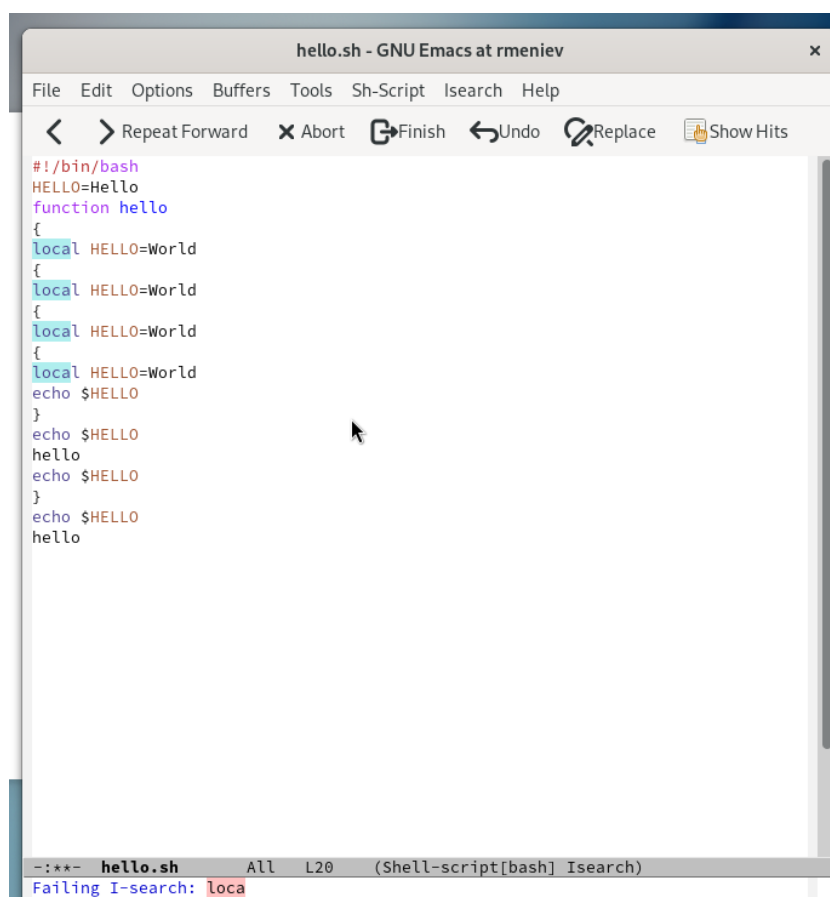 hello.sh - GNU Emacs at rmeniev ×
File Edit Options Buffers Tools Sh-Script Isearch Help
Repeat Forward Abort Finish Undo Replace Show Hits
#!/bin/bash
HELLO=Hello
function hello
{
local HELLO=World
{
local HELLO=World
{
local HELLO=World
{
local HELLO=World
echo $HELLO
}
echo $HELLO
hello
echo $HELLO
}
echo $HELLO
hello
-:**- hello.sh All L20 (Shell-script[bash] Isearch)
Failing I-search: loca